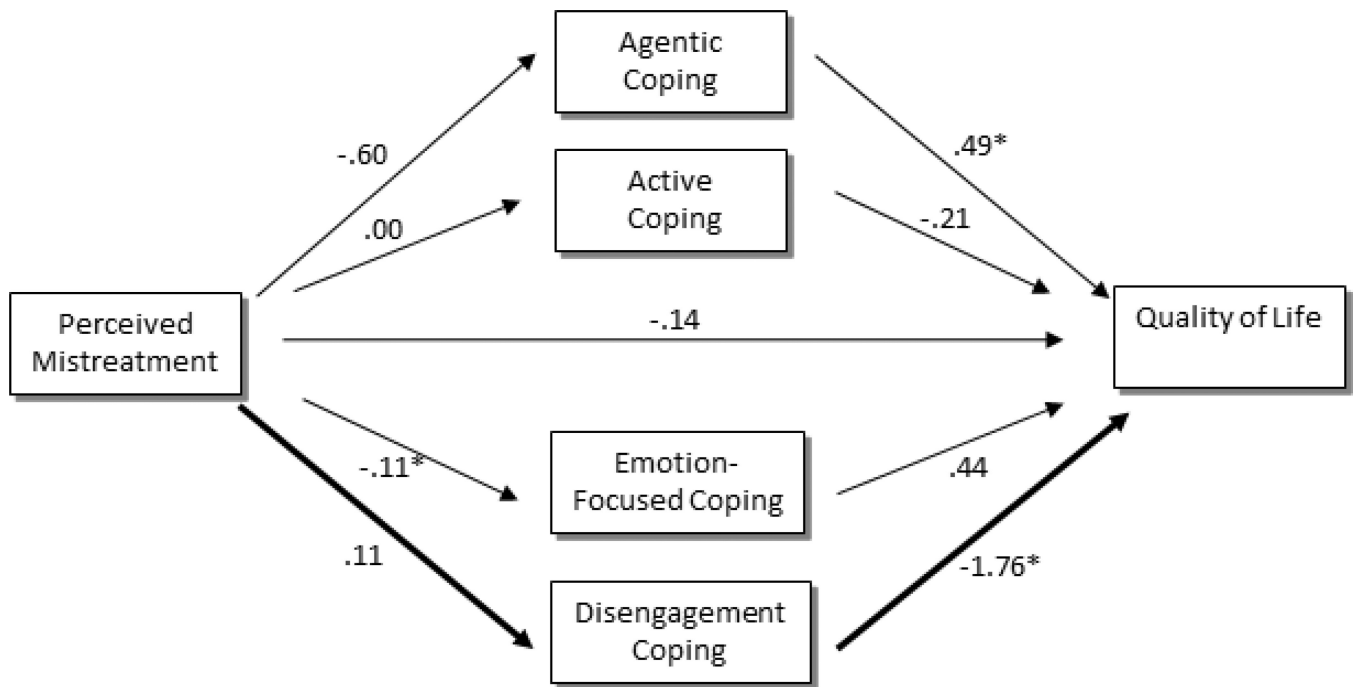 Agentic
Coping
-.60
.49*
Active
Coping
.00
-.21
Perceived
Mistreatment
-.14
Quality of Life
-.11*
Emotion-
Focused Coping
.44
.11
-1.76*
Disengagement
Coping